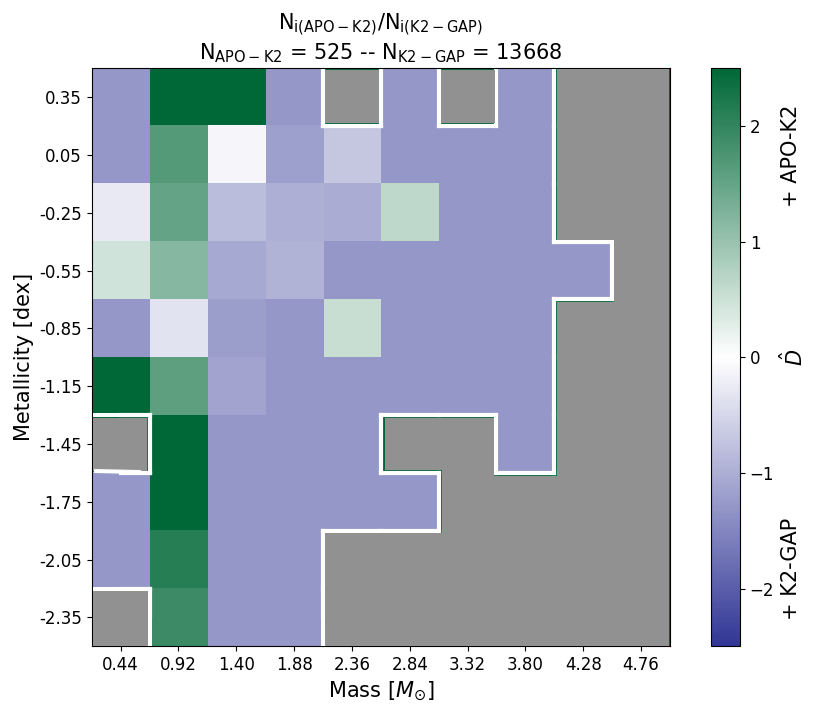 N_i(APO−K2)/N_i(K2−GAP)
N_APO−K2 = 525 -- N_K2−GAP = 13668
0.35
0.05
-0.25
-0.55
-0.85
-1.15
-1.45
-1.75
-2.05
-2.35
Metallicity [dex]
0.44 0.92 1.40 1.88 2.36 2.84 3.32 3.80 4.28 4.76
Mass [M⊙]
2
1
0
−1
−2
+ APO-K2
D̂
+ K2-GAP